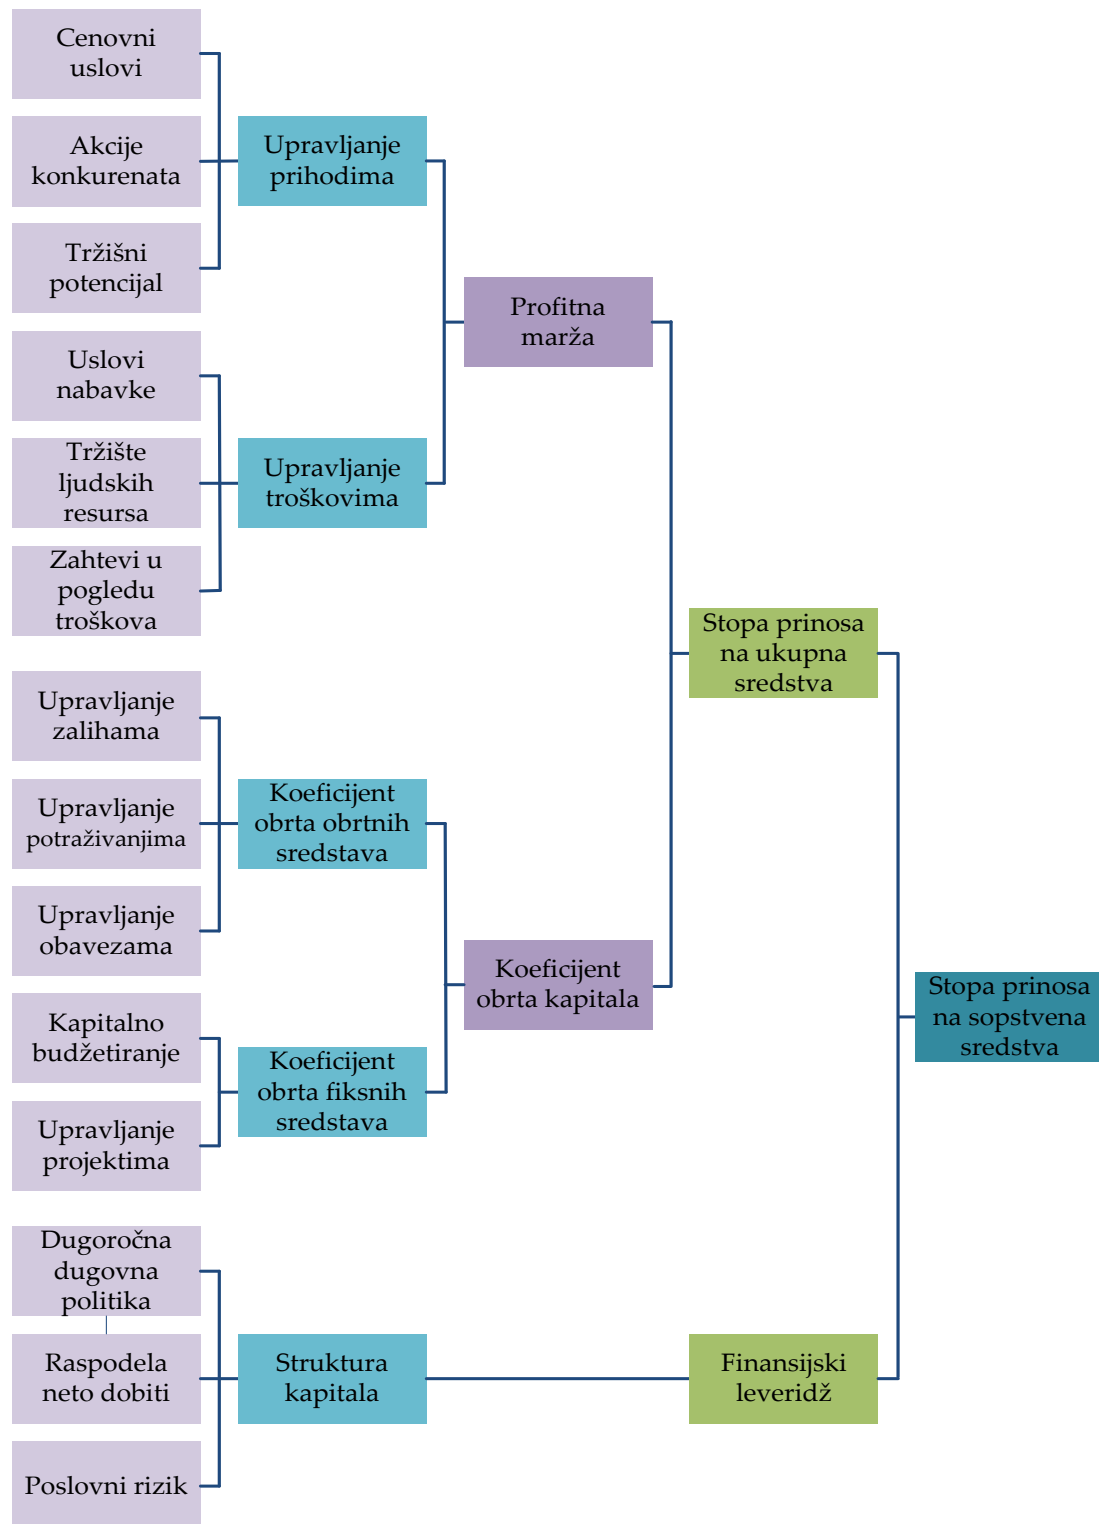 Cenovni
uslovi
Akcije
konkurenata
Tržišni
potencijal
Upravljanje
prihodima
Uslovi
nabavke
Tržište
ljudskih
resursa
Zahtevi u
pogledu
troškova
Upravljanje
troškovima
Profitna
marža
Upravljanje
zalihama
Upravljanje
potraživanjima
Upravljanje
obavezama
Koeficijent
obrta obrtnih
sredstava
Kapitalno
budžetiranje
Upravljanje
projektima
Koeficijent
obrta fiksnih
sredstava
Koeficijent
obrta kapitala
Stopa prinosa
na ukupna
sredstva
Dugoročna
dugovna
politika
Raspodela
neto dobiti
Poslovni rizik
Struktura
kapitala
Finansijski
leveridž
Stopa prinosa
na sopstvena
sredstva